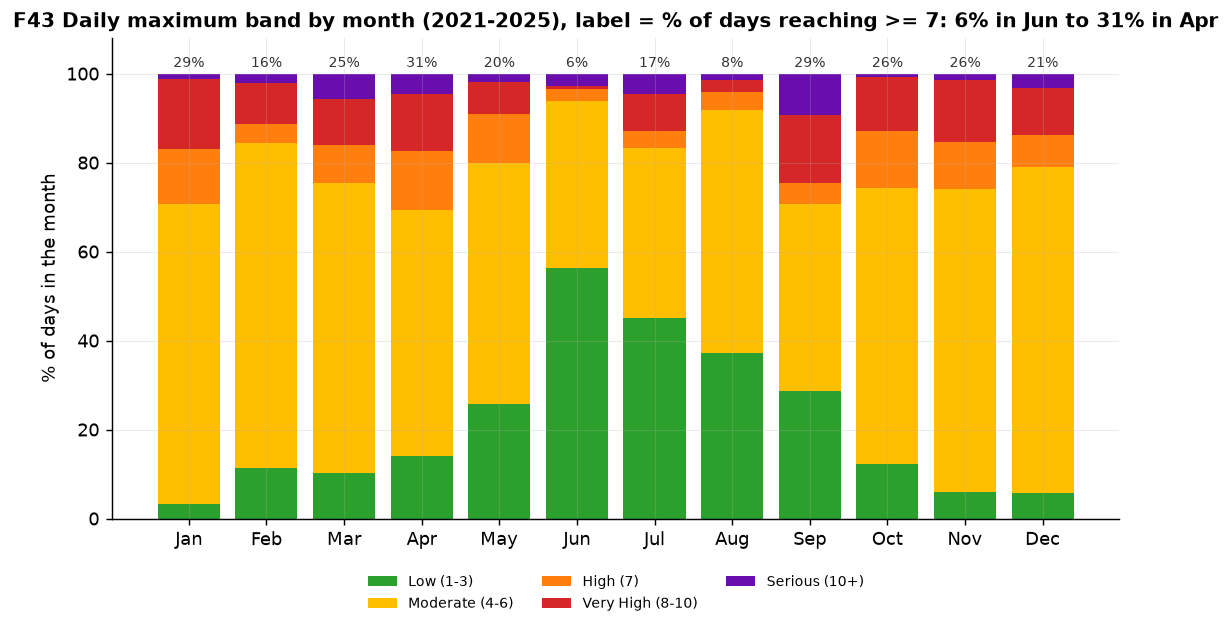 F43 Daily maximum band by month (2021-2025), label = % of days reaching >= 7: 6% in Jun to 31% in Apr
29% 16% 25% 31% 20% 6% 17% 8% 29% 26% 26% 21%
100
80
60
40
20
0
% of days in the month
Jan Feb Mar Apr May Jun Jul Aug Sep Oct Nov Dec
Low (1-3) High (7) Serious (10+)
Moderate (4-6) Very High (8-10)